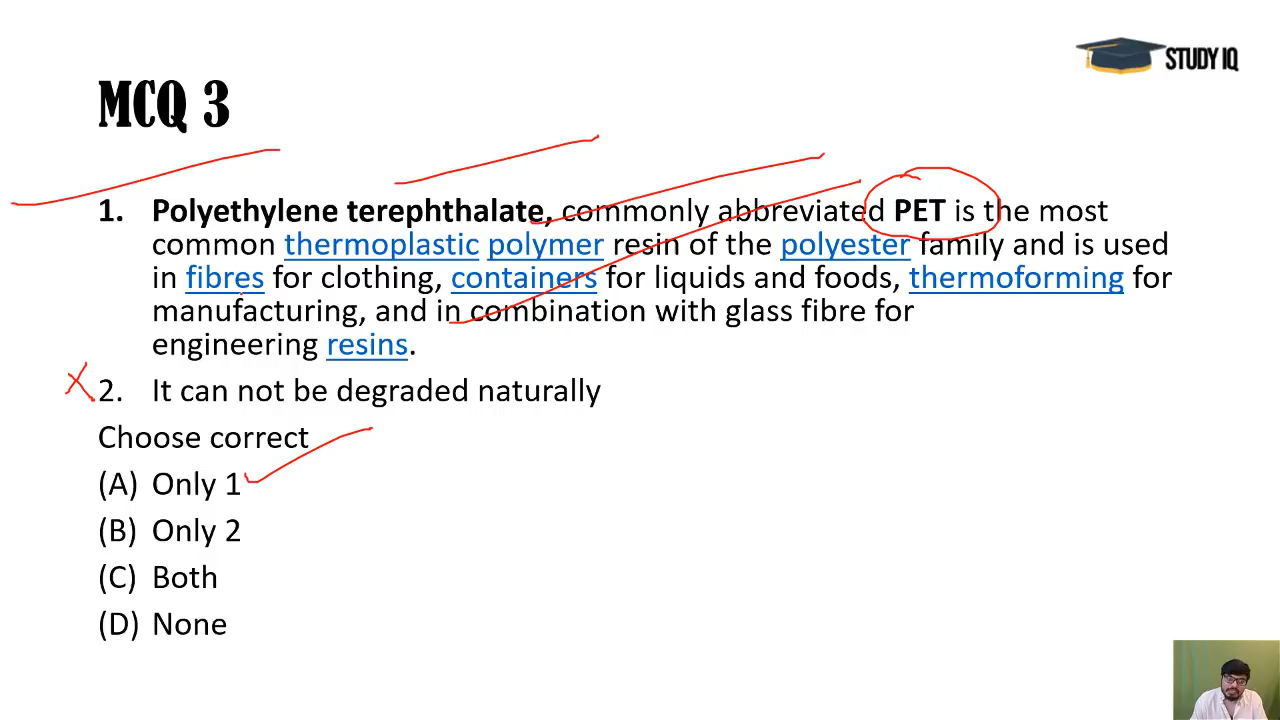 STUDY IQ
MCQ 3
1. Polyethylene terephthalate, commonly abbreviated PET is the most
common thermoplastic polymer resin of the polyester family and is used
in fibres for clothing, containers for liquids and foods, thermoforming for
manufacturing, and in combination with glass fibre for
engineering resins.
2. It can not be degraded naturally
Choose correct
(A) Only 1
(B) Only 2
(C) Both
(D) None